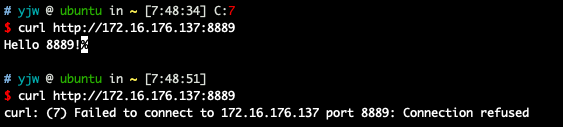 # yjw @ ubuntu in ~ [7:48:34] C:7
$ curl http://172.16.176.137:8889
Hello 8889!%
# yjw @ ubuntu in ~ [7:48:51]
$ curl http://172.16.176.137:8889
curl: (7) Failed to connect to 172.16.176.137 port 8889: Connection refused